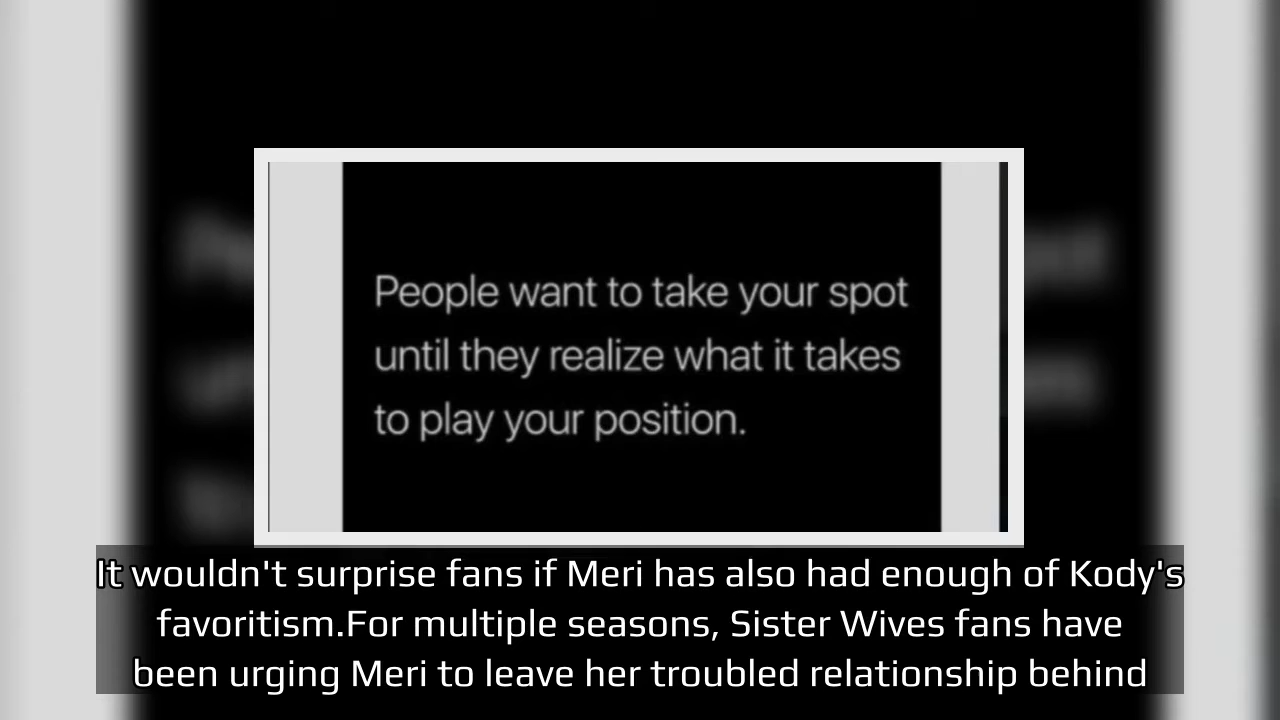 People want to take your spot
until they realize what it takes
to play your position.
It wouldn't surprise fans if Meri has also had enough of Kody's
favoritism.For multiple seasons, Sister Wives fans have
been urging Meri to leave her troubled relationship behind